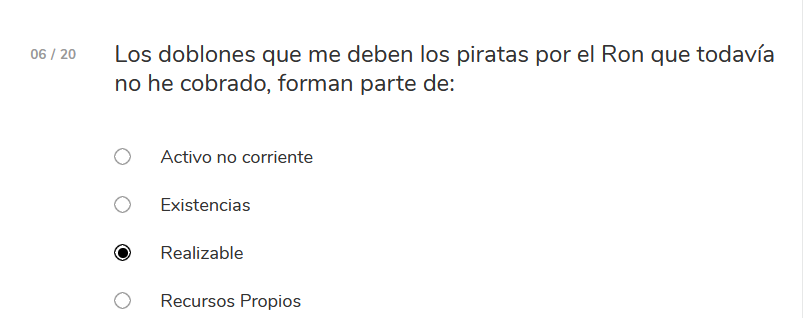 06 / 20
Los doblones que me deben los piratas por el Ron que todavía
no he cobrado, forman parte de:
Activo no corriente
Existencias
Realizable
Recursos Propios